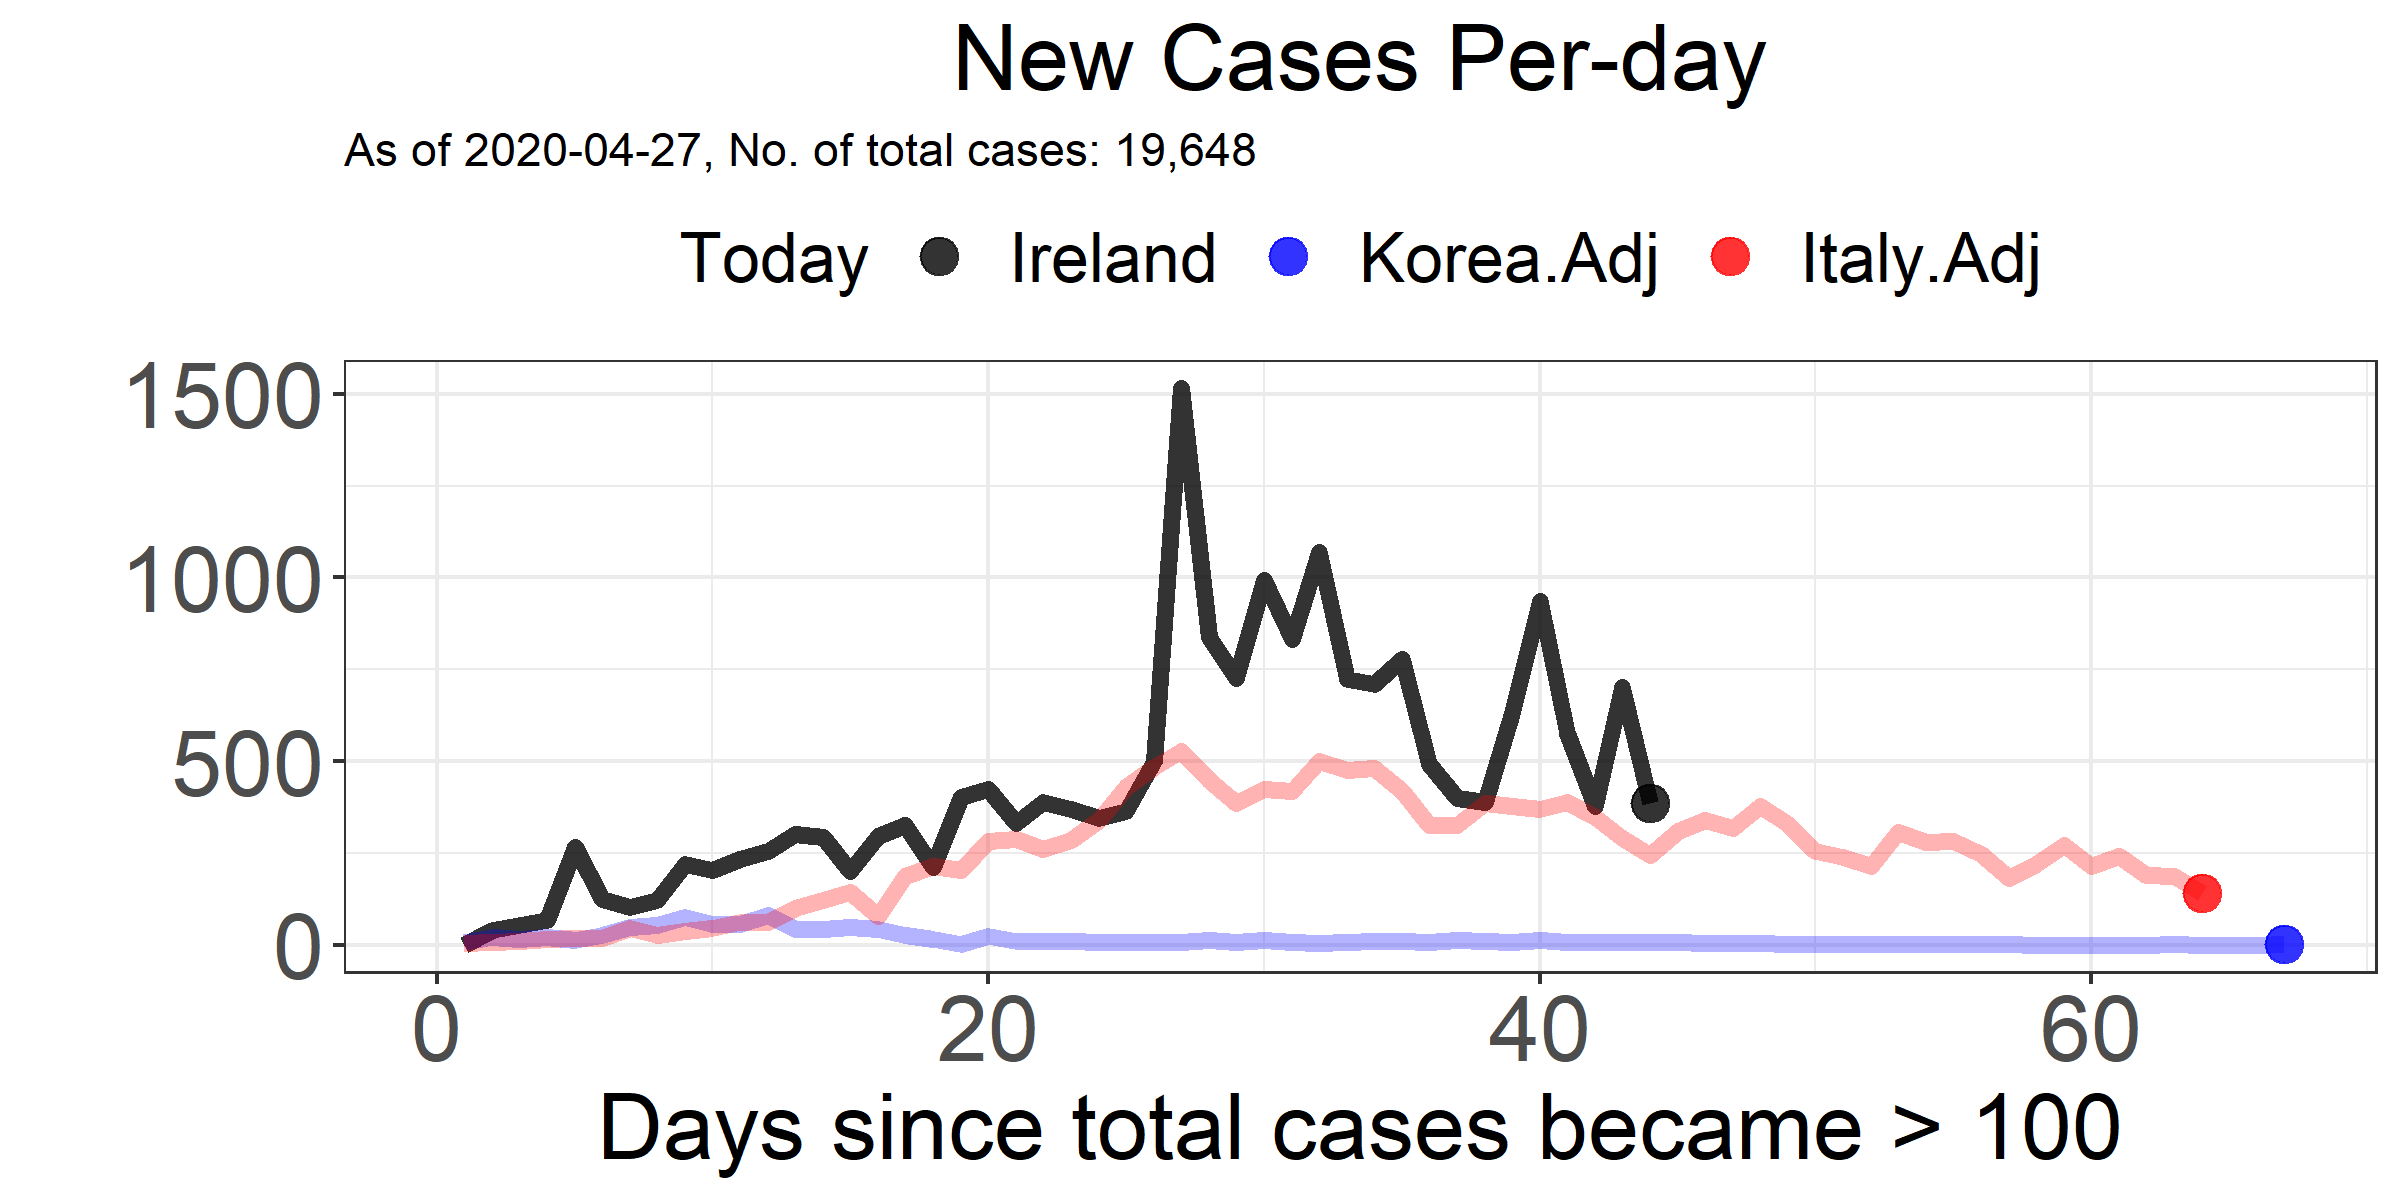 New Cases Per-day
As of 2020-04-27, No. of total cases: 19,648
Today Ireland Korea.Adj Italy.Adj
1500
1000
500
0
0 20 40 60
Days since total cases became > 100